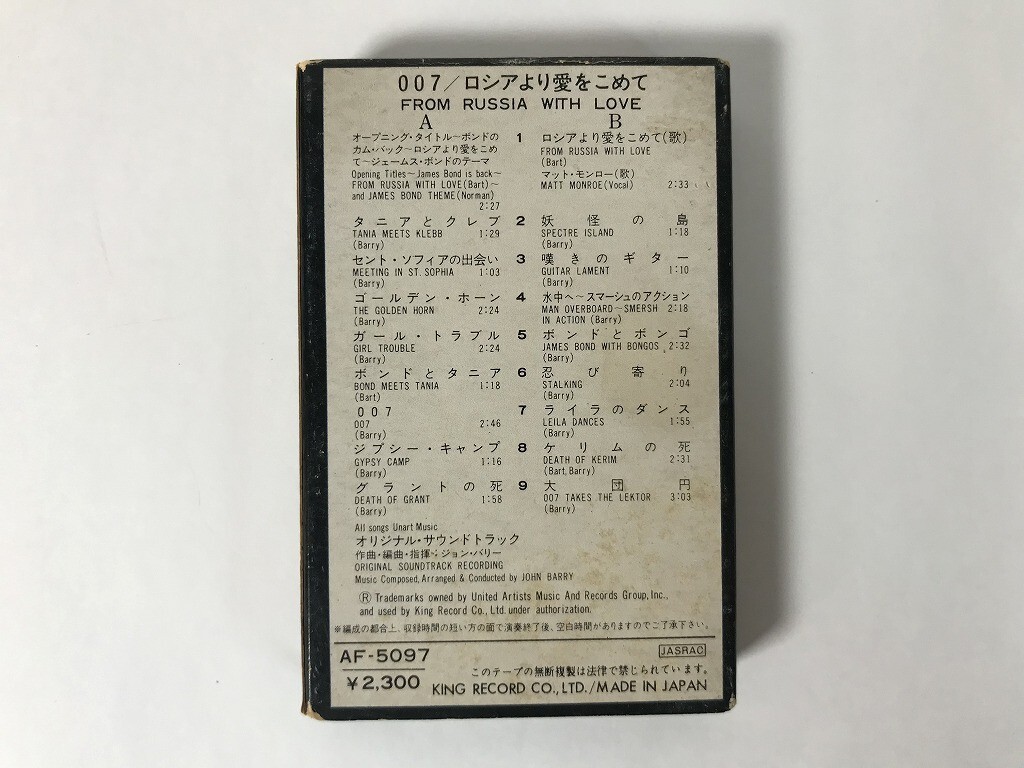 007／ロシアより愛をこめて
FROM RUSSIA WITH LOVE
A
オープニング・タイトル〜ボンドの
カム・バック〜ロシアより愛をこめ
て〜ジェームス・ボンドのテーマ
Opening Titles〜James Bond is back〜
FROM RUSSIA WITH LOVE(Bart)〜
and JAMES BOND THEME(Norman)
2:27
タニアとクレブ
TANIA MEETS KLEBB 1:29
(Barry)
セント・ソフィアの出会い
MEETING IN ST. SOPHIA 1:03
(Barry)
ゴールデン・ホーン
THE GOLDEN HORN 2:24
(Barry)
ガール・トラブル
GIRL TROUBLE 2:24
(Barry)
ボンドとタニア
BOND MEETS TANIA 1:18
(Bart)
007
007 2:46
(Barry)
ジプシー・キャンプ
GYPSY CAMP 1:16
(Barry)
グラントの死
DEATH OF GRANT 1:58
(Barry)
1
2
3
4
5
6
7
8
9
B
ロシアより愛をこめて(歌)
FROM RUSSIA WITH LOVE
(Bart)
マット・モンロー(歌)
MATT MONROE(Vocal) 2:33
妖怪の島
SPECTRE ISLAND 1:18
(Barry)
嘆きのギター
GUITAR LAMENT 1:10
(Barry)
水中へ〜スマーシュのアクション
MAN OVERBOARD〜SMERSH 2:18
IN ACTION (Barry)
ボンドとボンゴ
JAMES BOND WITH BONGOS 2:32
(Barry)
忍び寄り
STALKING 2:04
(Barry)
ライラのダンス
LEILA DANCES 1:55
(Barry)
ケリムの死
DEATH OF KERIM 2:31
(Bart, Barry)
大団円
007 TAKES THE LEKTOR 3:03
(Barry)
All songs Unart Music
オリジナル・サウンドトラック
作曲・編曲・指揮：ジョン・バリー
ORIGINAL SOUNDTRACK RECORDING
Music Composed, Arranged & Conducted by JOHN BARRY
Ⓡ Trademarks owned by United Artists Music And Records Group, Inc.,
and used by King Record Co., Ltd. under authorization.
※編成の都合上、収録時間の短い方の面で演奏終了後、空白時間がありますのでご了承下さい。
AF-5097
JASRAC
¥2,300
このテープの無断複製は法律で禁じられています。
KING RECORD CO., LTD./MADE IN JAPAN